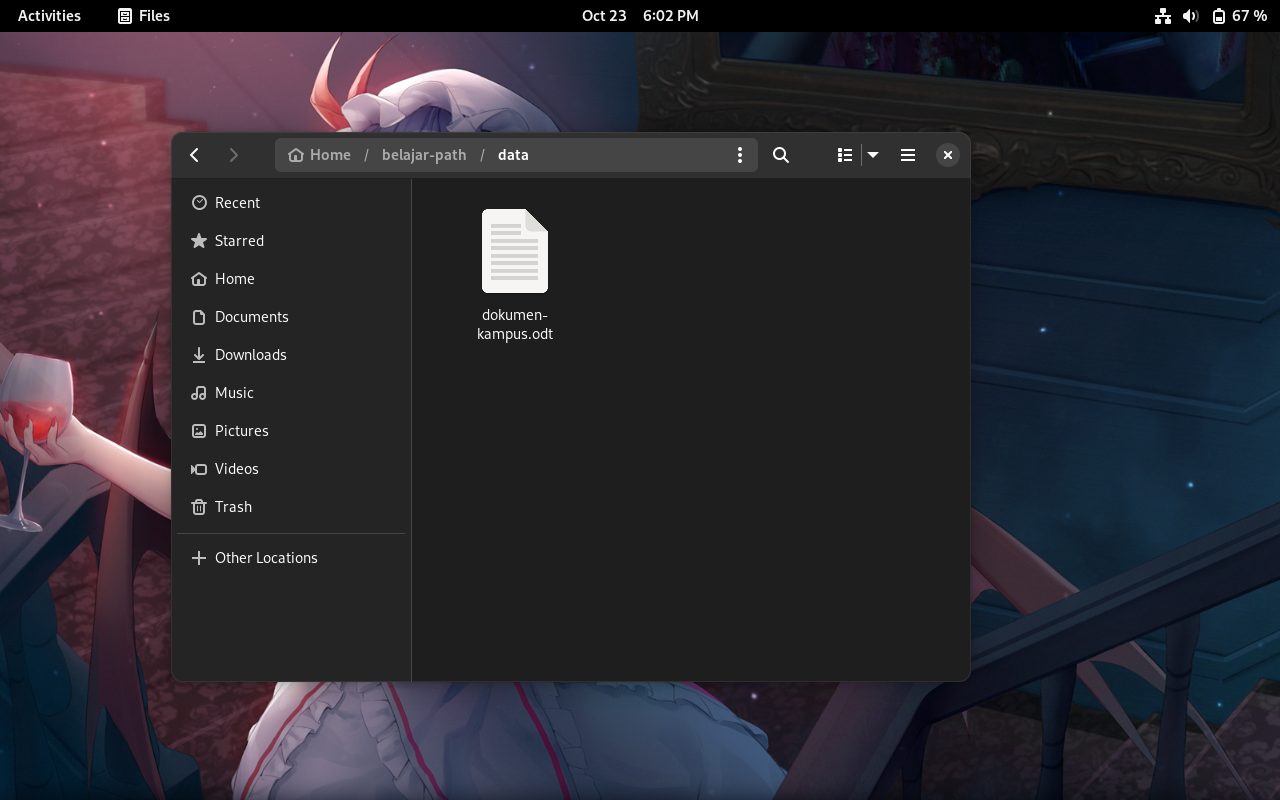 Activities Files Oct 23 6:02 PM 67 %
Home / belajar-path / data
Recent
Starred
Home
Documents
Downloads
Music
Pictures
Videos
Trash
Other Locations
dokumen-
kampus.odt